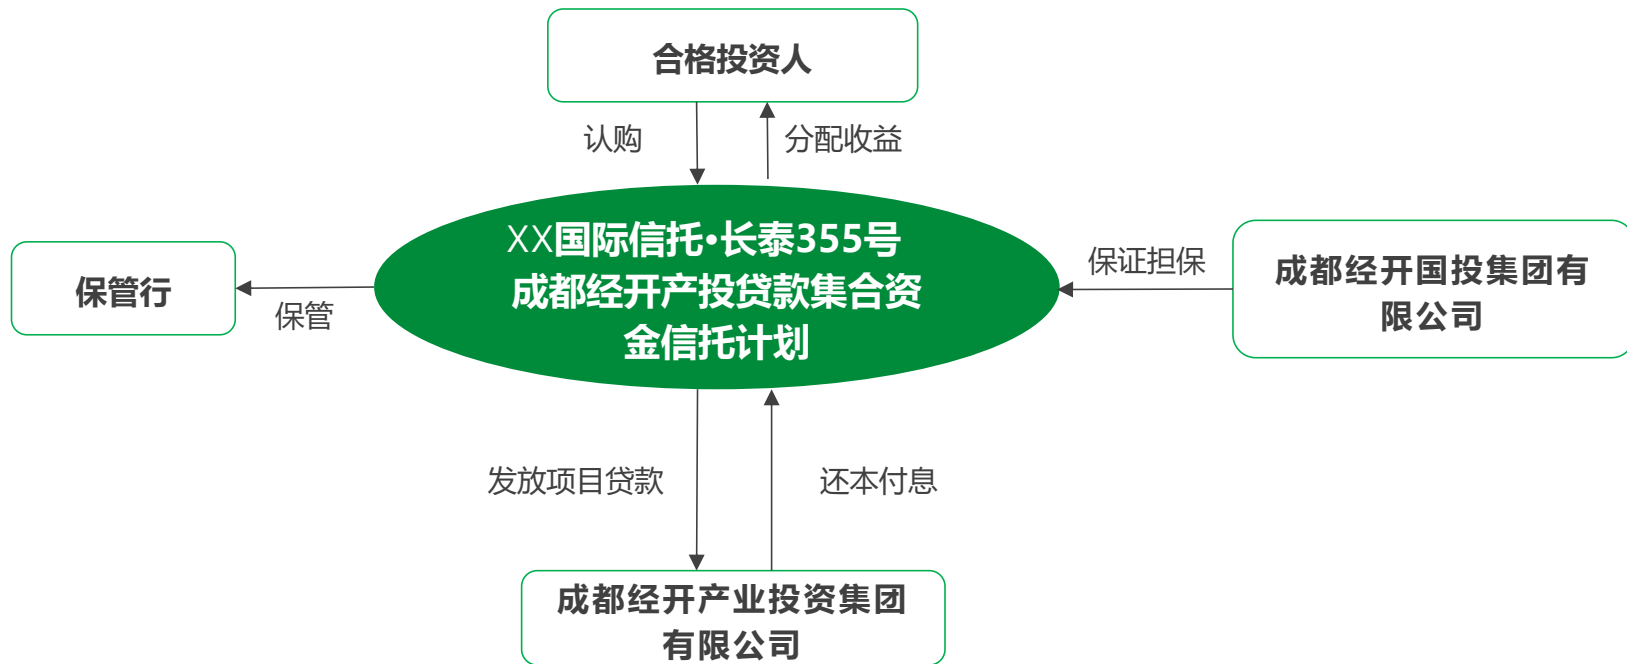 合格投资人
认购
分配收益
XX国际信托•长泰355号
成都经开产投贷款集合资
金信托计划
保管行
保管
保证担保
成都经开国投集团有
限公司
发放项目贷款
还本付息
成都经开产业投资集团
有限公司